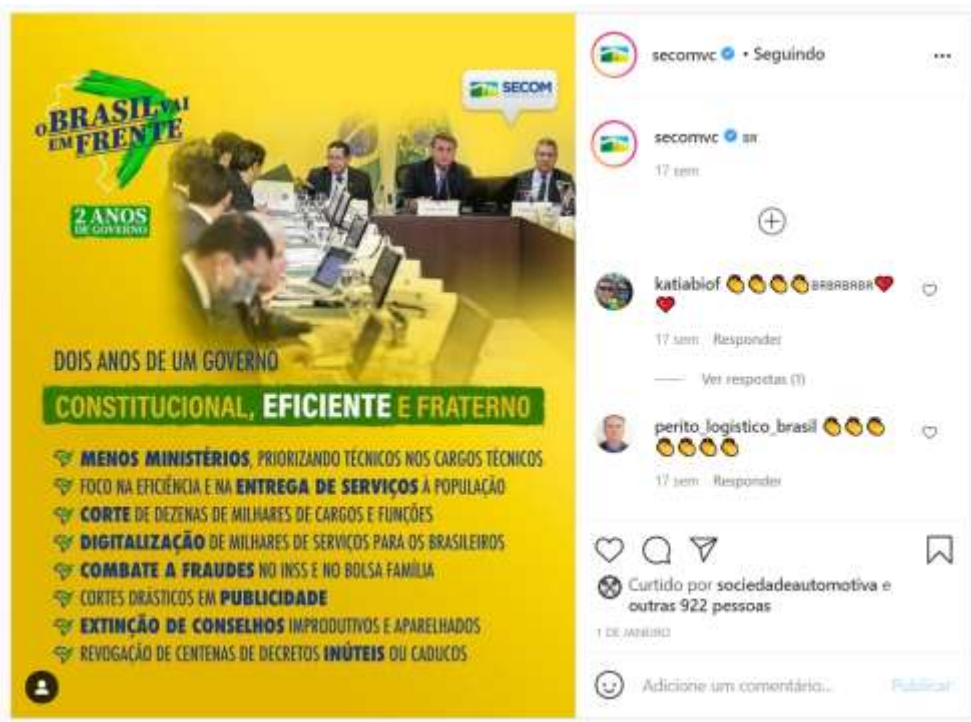 O BRASIL VAI
EM FRENTE
2 ANOS
DE GOVERNO
SECOM
DOIS ANOS DE UM GOVERNO
CONSTITUCIONAL, EFICIENTE E FRATERNO
MENOS MINISTÉRIOS, PRIORIZANDO TÉCNICOS NOS CARGOS TÉCNICOS
FOCO NA EFICIÊNCIA E NA ENTREGA DE SERVIÇOS À POPULAÇÃO
CORTE DE DEZENAS DE MILHARES DE CARGOS E FUNÇÕES
DIGITALIZAÇÃO DE MILHARES DE SERVIÇOS PARA OS BRASILEIROS
COMBATE A FRAUDES NO INSS E NO BOLSA FAMÍLIA
CORTES DRÁSTICOS EM PUBLICIDADE
EXTINÇÃO DE CONSELHOS IMPRODUTIVOS E APARELHADOS
REVOGAÇÃO DE CENTENAS DE DECRETOS INÚTEIS OU CADUCOS
secomvc • Seguindo
secomvc BR
17 sem
katiabiof 👏👏👏👏BRBRBRBR❤️
❤️
17 sem Responder
Ver respostas (1)
perito_logistico_brasil 👏👏👏
👏👏👏👏
17 sem Responder
Curtido por sociedadeautomotiva e
outras 922 pessoas
1 DE JANEIRO
Adicione um comentário... Publicar